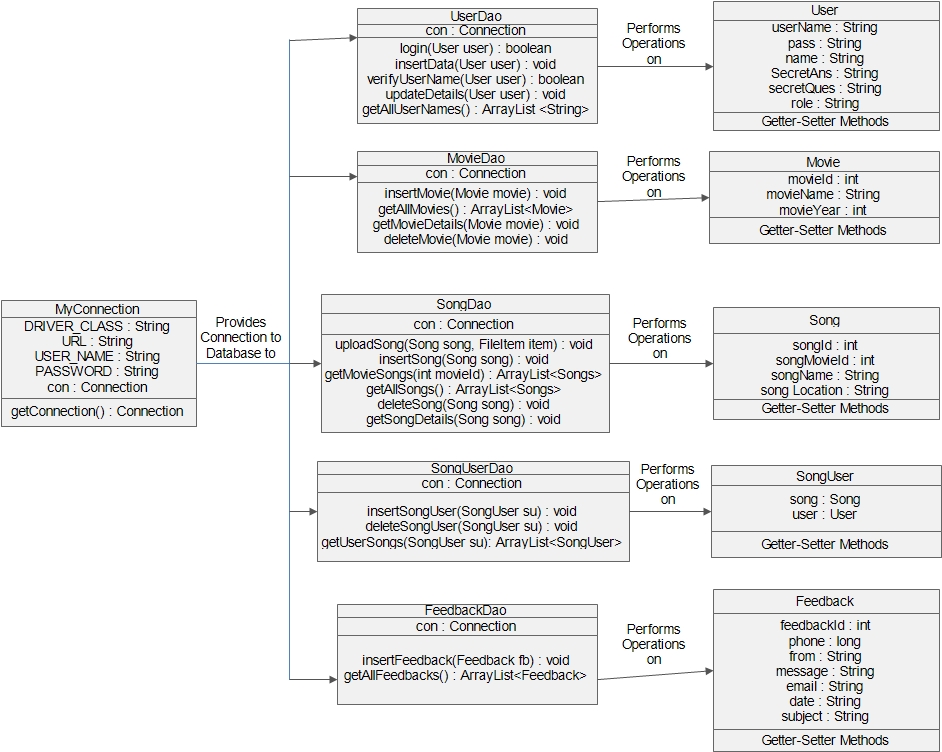 MyConnection
DRIVER_CLASS : String
URL : String
USER_NAME : String
PASSWORD : String
con : Connection
getConnection() : Connection
Provides
Connection to
Database to
UserDao
con : Connection
login(User user) : boolean
insertData(User user) : void
verifyUserName(User user) : boolean
updateDetails(User user) : void
getAllUserNames() : ArrayList <String>
Performs
Operations
on
User
userName : String
pass : String
name : String
SecretAns : String
secretQues : String
role : String
Getter-Setter Methods
MovieDao
con : Connection
insertMovie(Movie movie) : void
getAllMovies() : ArrayList<Movie>
getMovieDetails(Movie movie) : void
deleteMovie(Movie movie) : void
Performs
Operations
on
Movie
movieId : int
movieName : String
movieYear : int
Getter-Setter Methods
SongDao
con : Connection
uploadSong(Song song, FileItem item) : void
insertSong(Song song) : void
getMovieSongs(int movieId) : ArrayList<Songs>
getAllSongs() : ArrayList<Songs>
deleteSong(Song song) : void
getSongDetails(Song song) : void
Performs
Operations
on
Song
songId : int
songMovieId : int
songName : String
song Location : String
Getter-Setter Methods
SongUserDao
con : Connection
insertSongUser(SongUser su) : void
deleteSongUser(SongUser su) : void
getUserSongs(SongUser su): ArrayList<SongUser>
Performs
Operations
on
SongUser
song : Song
user : User
Getter-Setter Methods
FeedbackDao
con : Connection
insertFeedback(Feedback fb) : void
getAllFeedbacks() : ArrayList<Feedback>
Performs
Operations
on
Feedback
feedbackId : int
phone : long
from : String
message : String
email : String
date : String
subject : String
Getter-Setter Methods